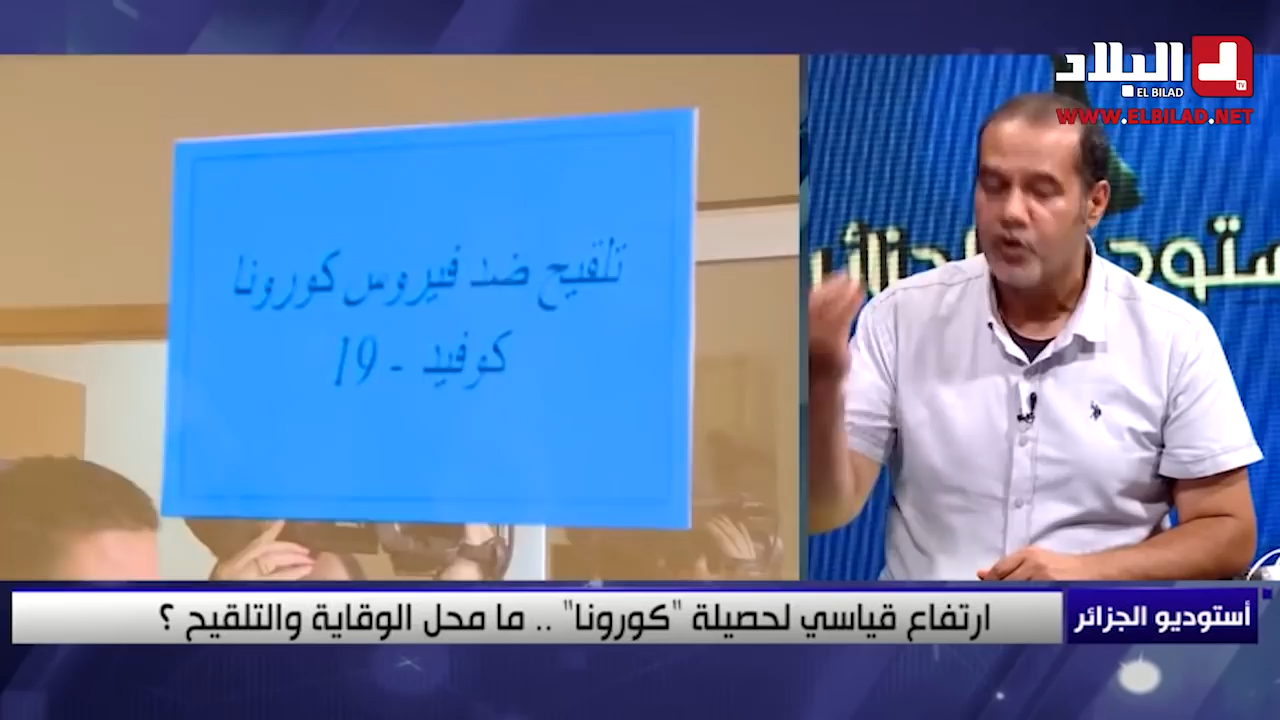 البلاد
EL BILAD
TV
WWW.ELBILAD.NET
تلقيح ضد فيروس كورونا
كوفيد - 19
أستوديو الجزائر
ارتفاع قياسي لحصيلة "كورونا" .. ما محل الوقاية والتلقيح ؟